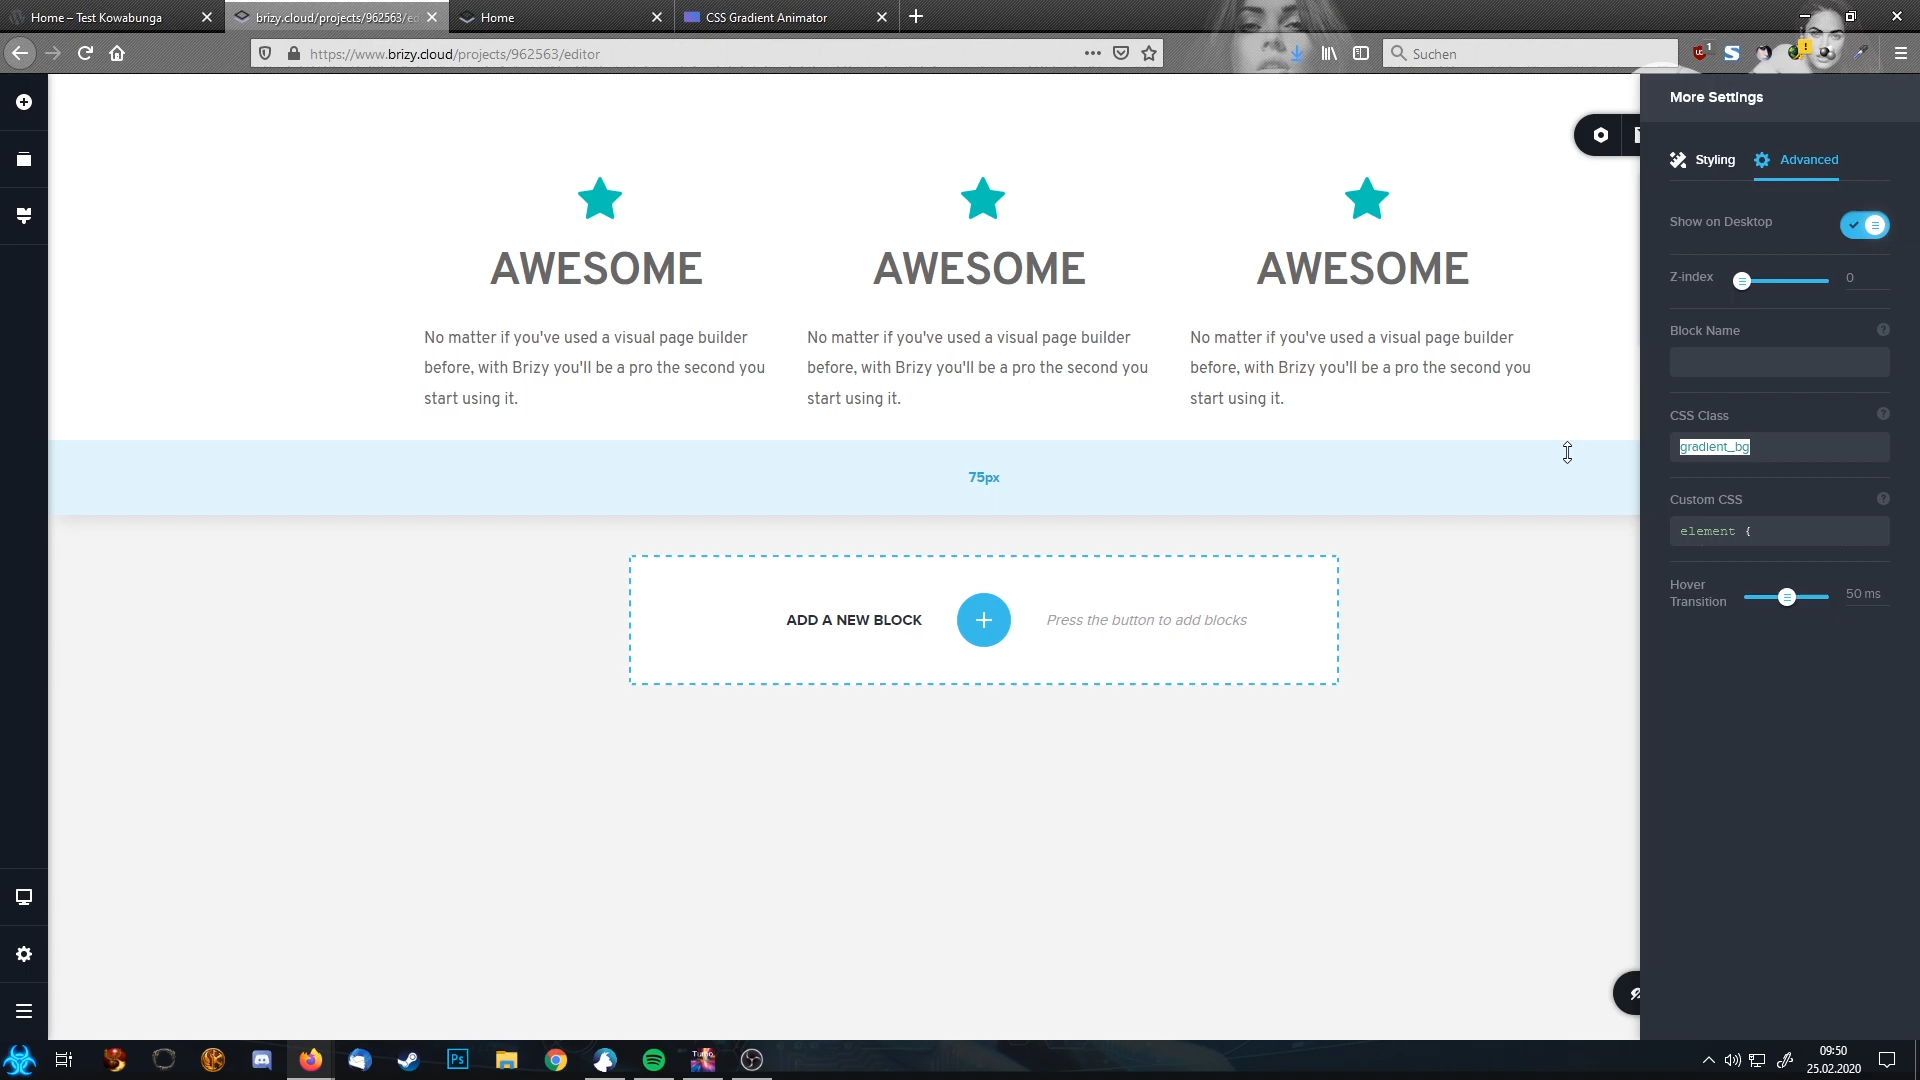 Home – Test Kowabunga
brizy.cloud/projects/962563/ed
Home
CSS Gradient Animator
https://www.brizy.cloud/projects/962563/editor
Suchen
1
More Settings
Styling
Advanced
Show on Desktop
Z-index
0
Block Name
CSS Class
gradient_bg
Custom CSS
element {
Hover
Transition
50 ms
AWESOME
AWESOME
AWESOME
No matter if you've used a visual page builder
before, with Brizy you'll be a pro the second you
start using it.
No matter if you've used a visual page builder
before, with Brizy you'll be a pro the second you
start using it.
No matter if you've used a visual page builder
before, with Brizy you'll be a pro the second you
start using it.
75px
ADD A NEW BLOCK
Press the button to add blocks
Ps
09:50
25.02.2020